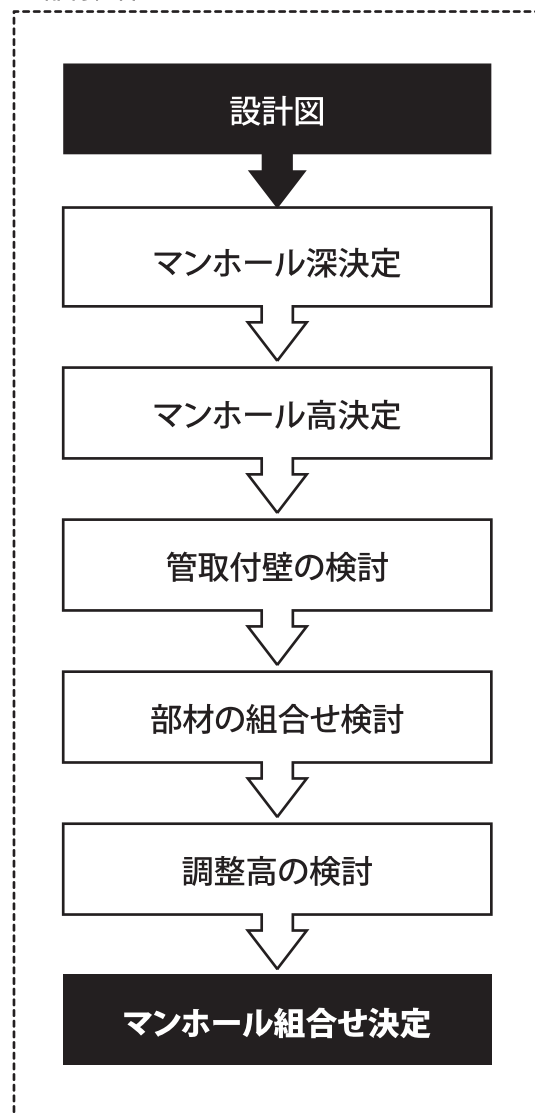 設計図
マンホール深決定
マンホール高決定
管取付壁の検討
部材の組合せ検討
調整高の検討
マンホール組合せ決定